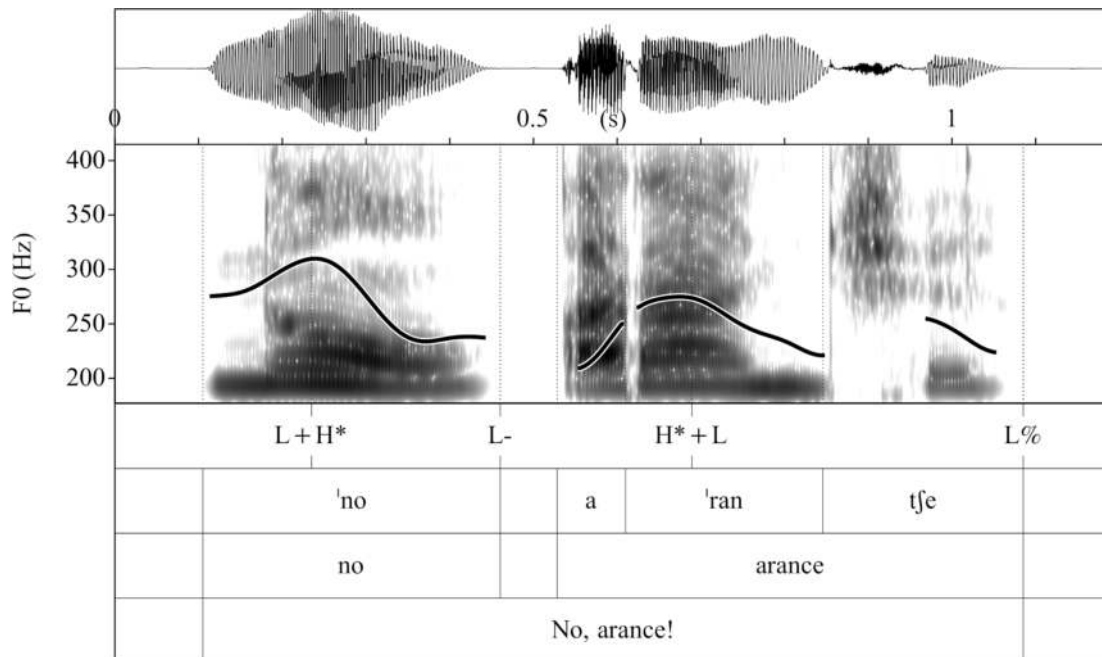 0 0.5 (s) 1
400
350
300
250
200
F0 (Hz)
L + H* L- H* + L L%
ˈno a ˈran tʃe
no arance
No, arance!